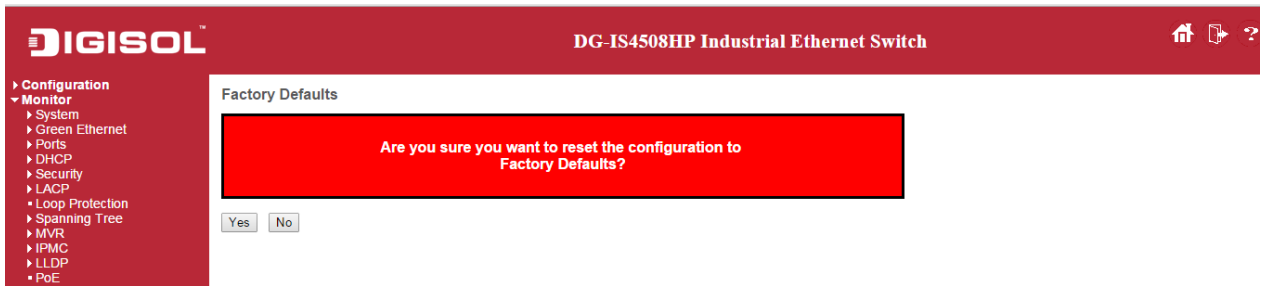 DIGISOL™
DG-IS4508HP Industrial Ethernet Switch
?
Configuration
Monitor
System
Green Ethernet
Ports
DHCP
Security
LACP
Loop Protection
Spanning Tree
MVR
IPMC
LLDP
PoE
Factory Defaults
Are you sure you want to reset the configuration to
Factory Defaults?
Yes No